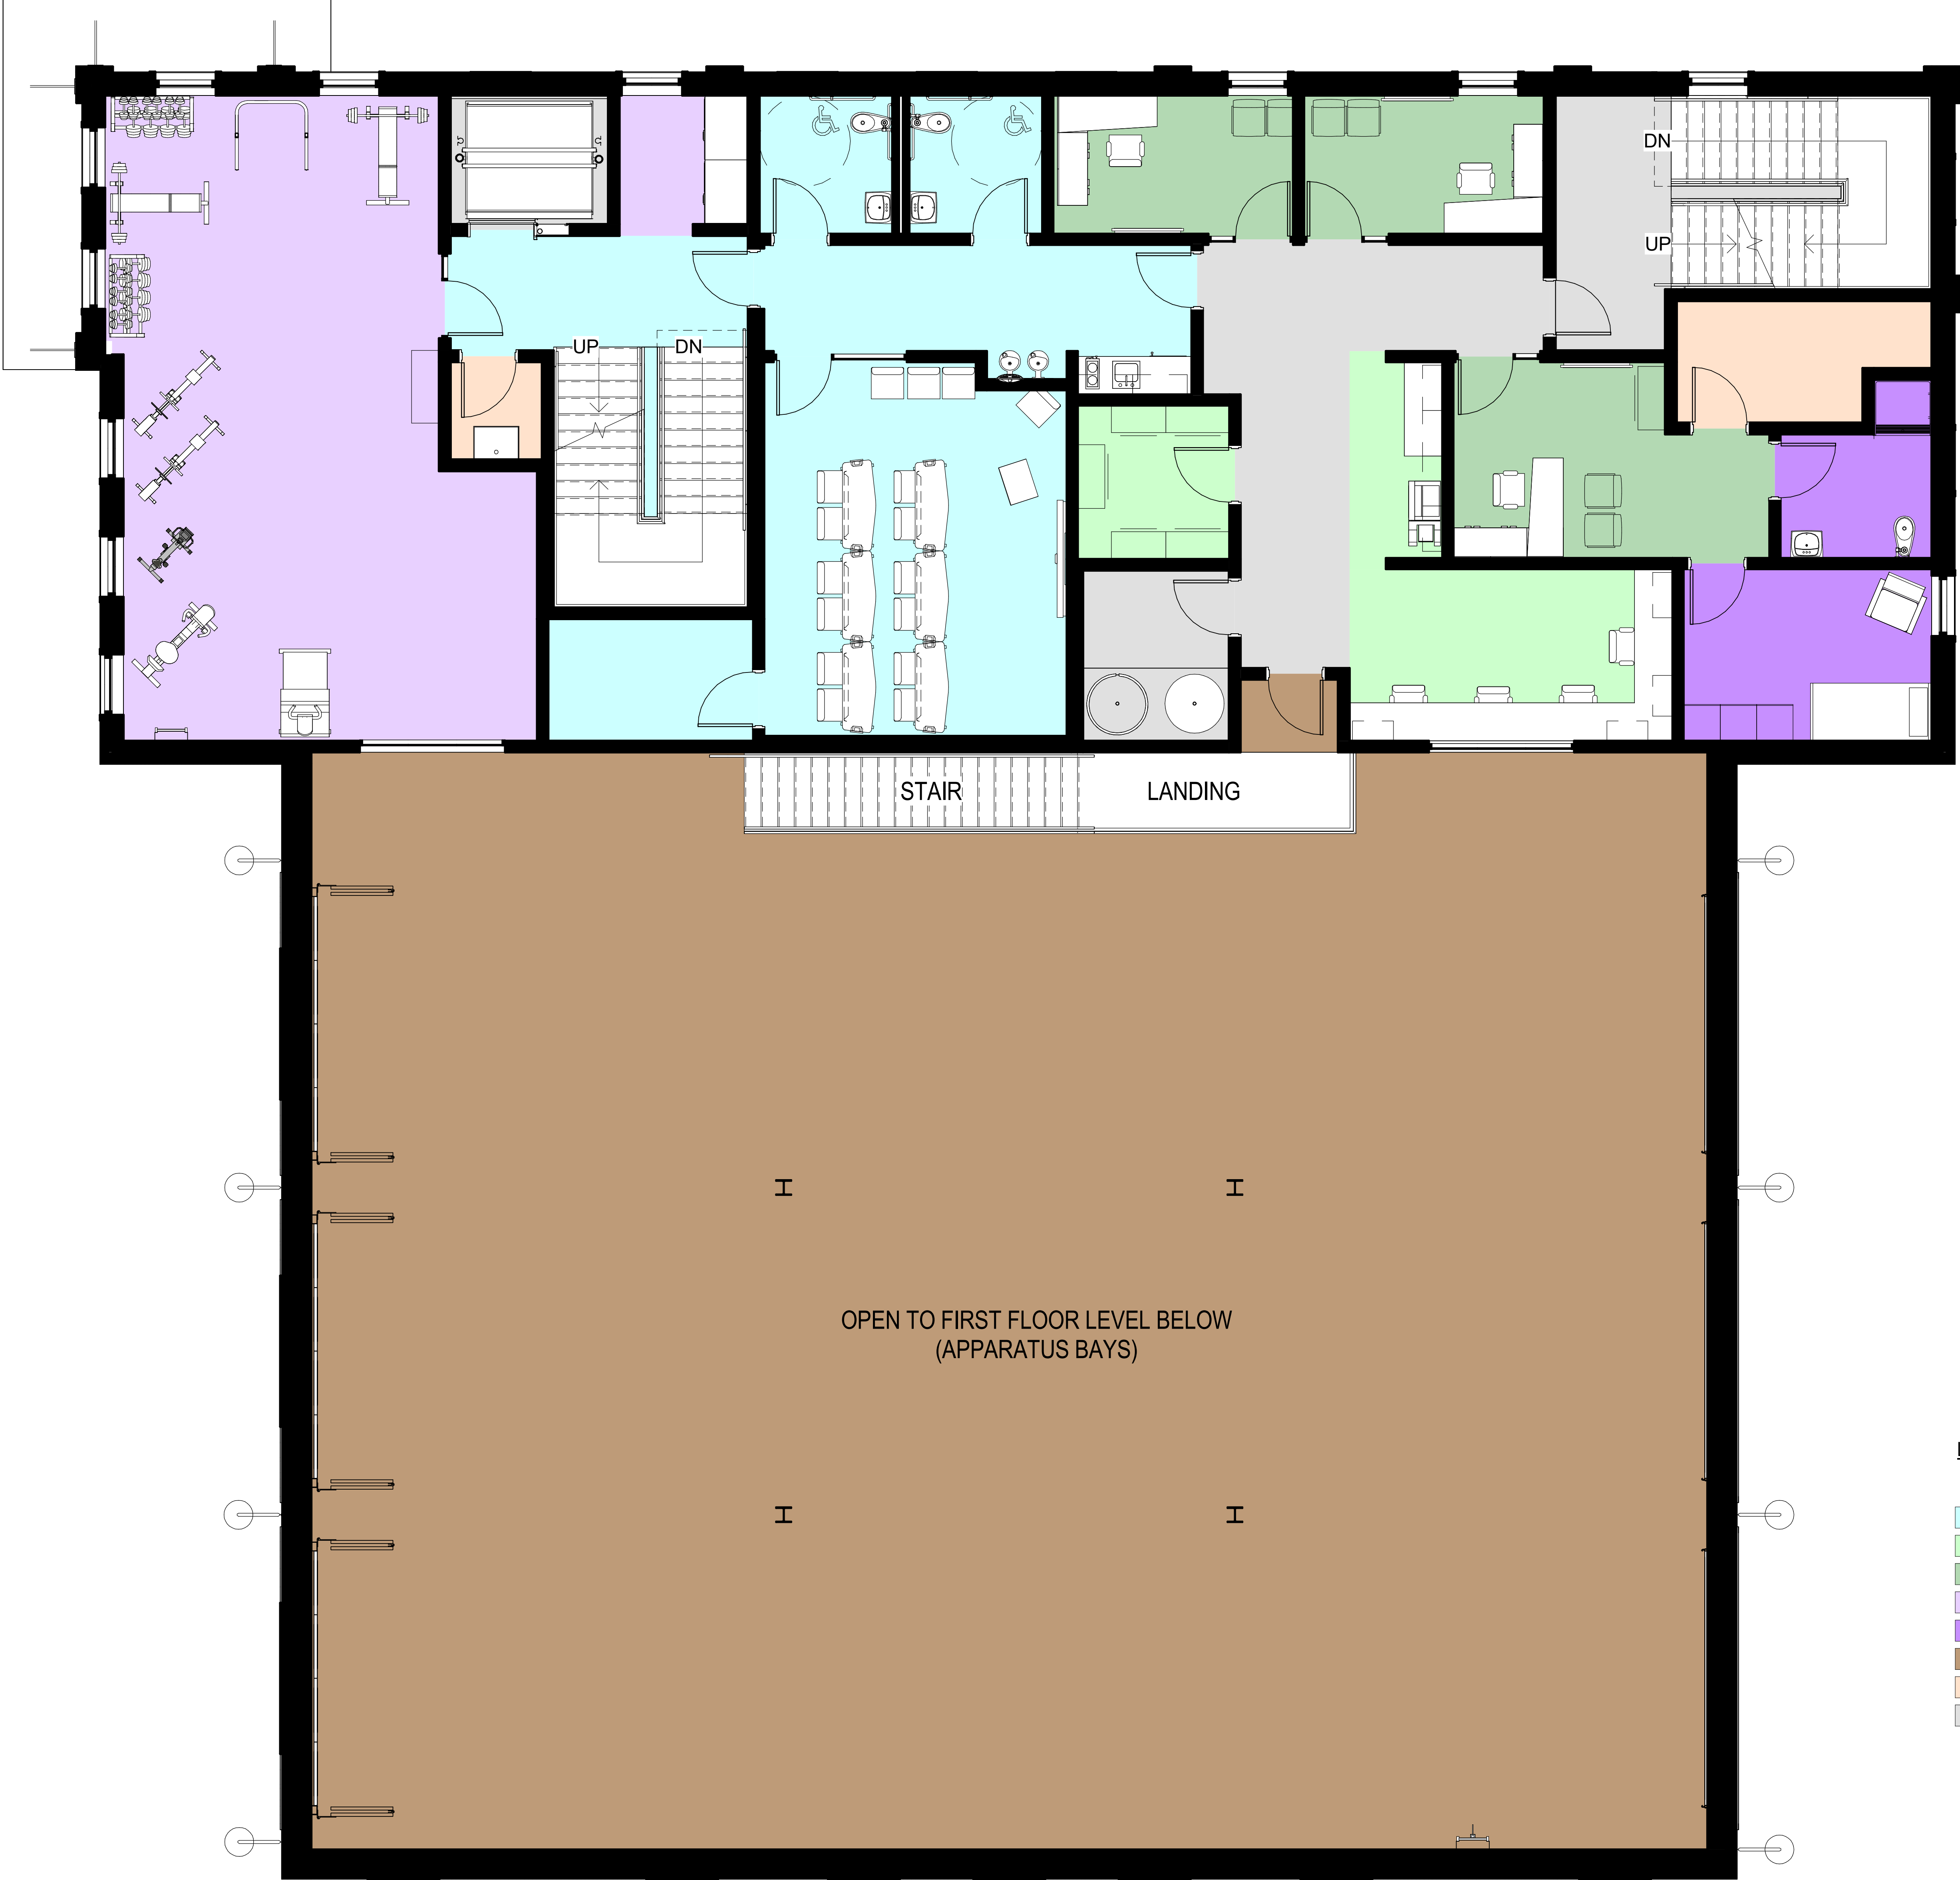 DN
UP
UP
DN
STAIR
LANDING
OPEN TO FIRST FLOOR LEVEL BELOW
(APPARATUS BAYS)